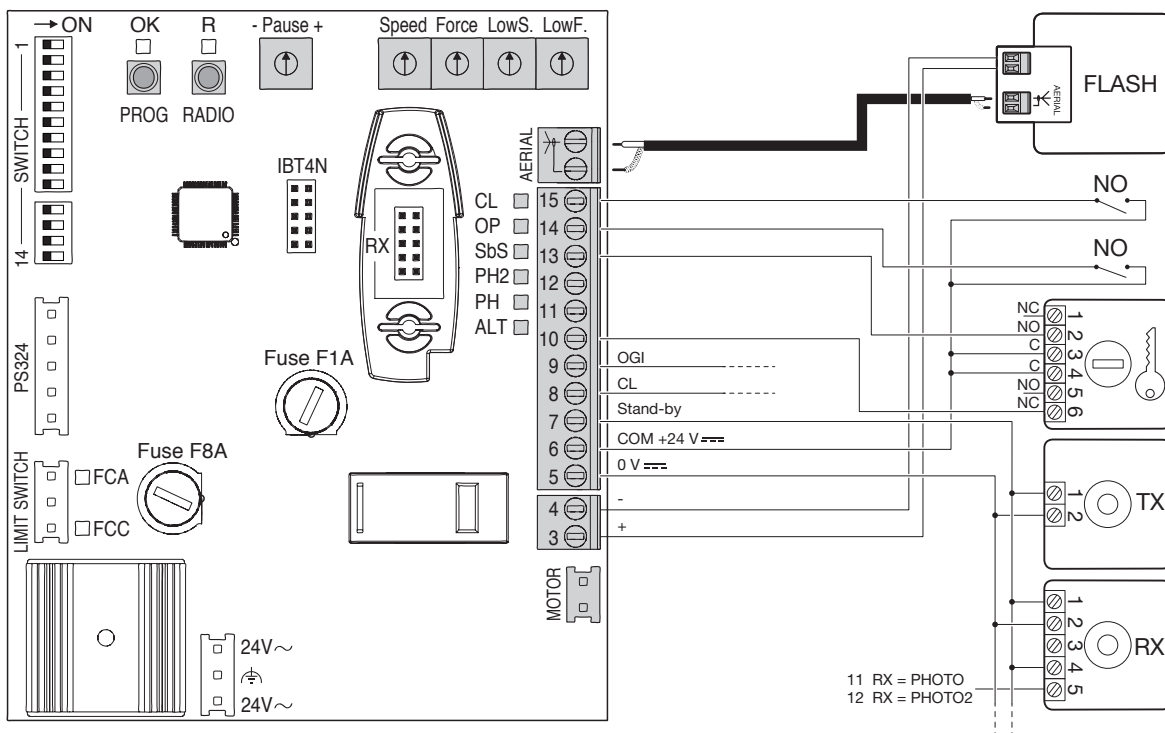 → ON
OK
R
- Pause +
Speed
Force
LowS.
LowF.
1
SWITCH
14
PROG
RADIO
IBT4N
RX
AERIAL
CL
OP
SbS
PH2
PH
ALT
15
14
13
12
11
10
9
8
7
6
5
4
3
OGI
CL
Stand-by
COM +24 V
0 V
-
+
PS324
Fuse F1A
Fuse F8A
LIMIT SWITCH
FCA
FCC
MOTOR
24V~
24V~
FLASH
AERIAL
NO
NO
NC
NO
C
C
NO
NC
1
2
3
4
5
6
1
2
TX
1
2
3
4
5
RX
11 RX = PHOTO
12 RX = PHOTO2